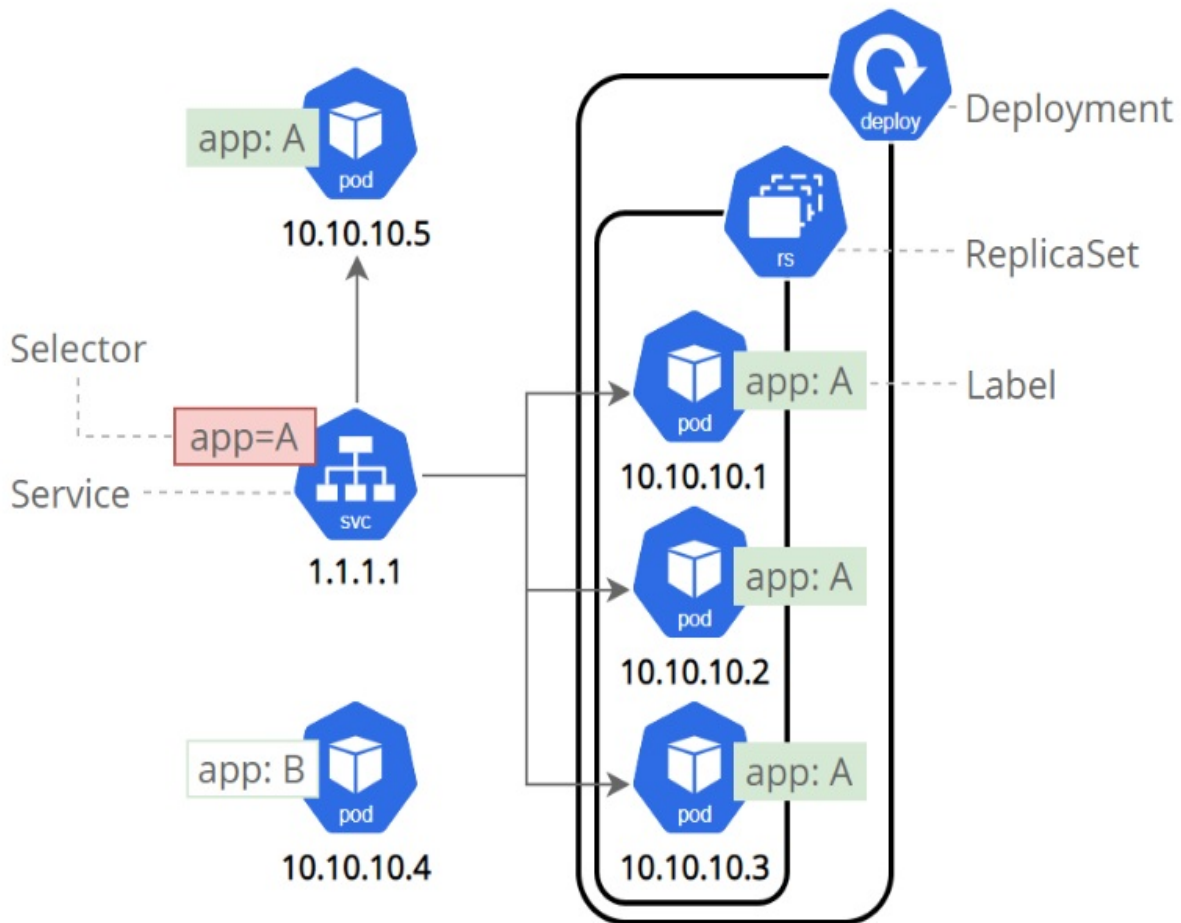 deploy
Deployment
app: A
pod
10.10.10.5
rs
ReplicaSet
Selector
app=A
Service
svc
1.1.1.1
pod
app: A
Label
10.10.10.1
pod
app: A
10.10.10.2
app: B
pod
10.10.10.4
pod
app: A
10.10.10.3